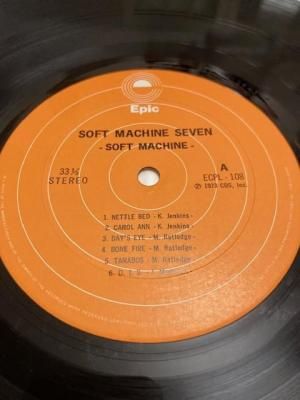 Epic
SOFT MACHINE SEVEN
- SOFT MACHINE -
33⅓
STEREO
A
ECPL - 108
℗ 1973 CBS, Inc.
1. NETTLE BED - K. Jenkins -
2. CAROL ANN - K. Jenkins -
3. DAY'S EYE - M. Ratledge -
4. BONE FIRE - M. Ratledge -
5. TARABOS - M. Ratledge -
6. D. I. S.